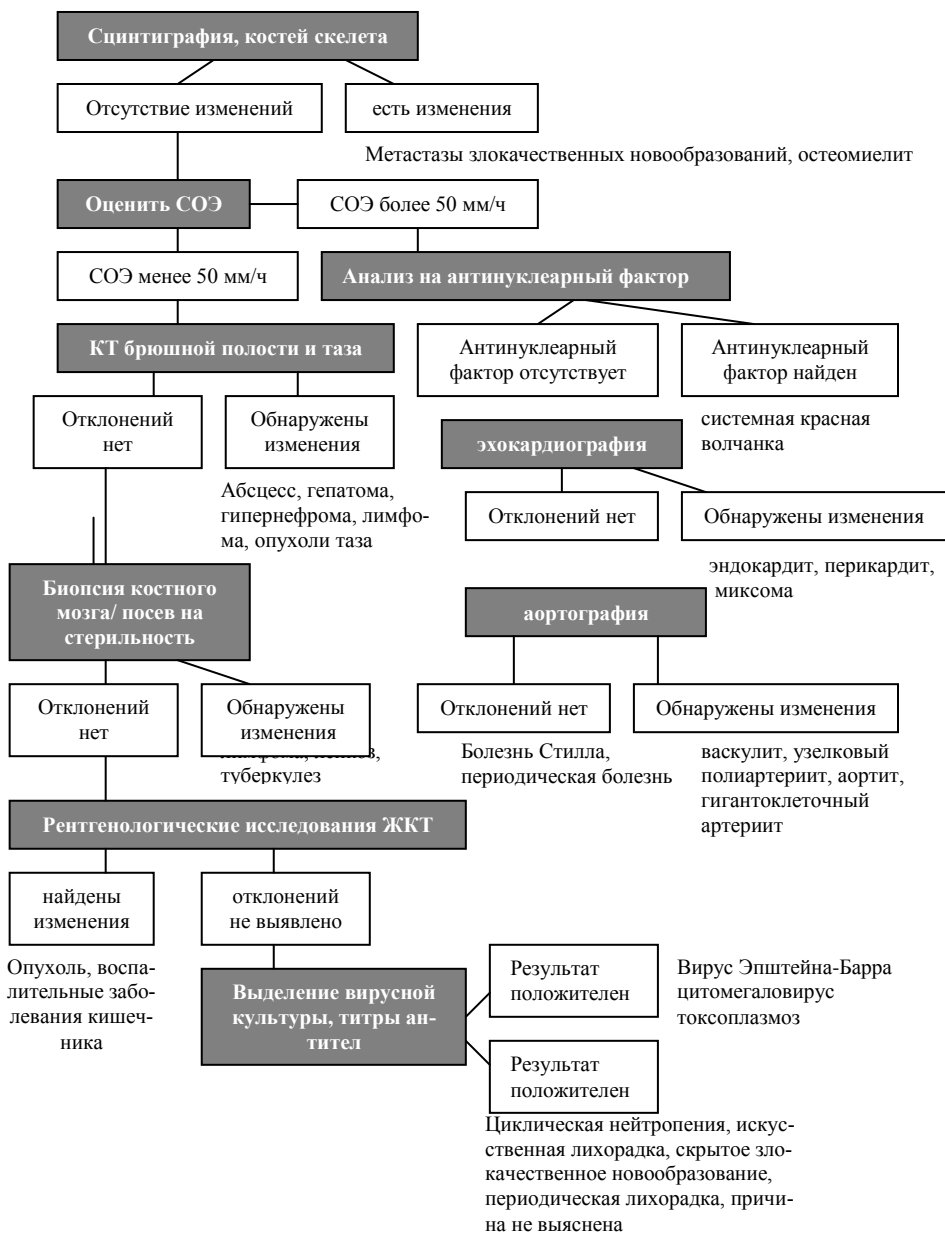 Сцинтиграфия, костей скелета
Отсутствие изменений
есть изменения
Метастазы злокачественных новообразований, остеомиелит
Оценить СОЭ
СОЭ более 50 мм/ч
СОЭ менее 50 мм/ч
Анализ на антинуклеарный фактор
КТ брюшной полости и таза
Антинуклеарный
фактор отсутствует
Антинуклеарный
фактор найден
Отклонений
нет
Обнаружены
изменения
системная красная
волчанка
эхокардиография
Абсцесс, гепатома,
гипернефрома, лимфо-
ма, опухоли таза
Отклонений нет
Обнаружены изменения
эндокардит, перикардит,
миксома
Биопсия костного
мозга/ посев на
стерильность
аортография
Отклонений
нет
Обнаружены
изменения
туберкулез
Отклонений нет
Обнаружены изменения
Болезнь Стилла,
периодическая болезнь
васкулит, узелковый
полиартериит, аортит,
гигантоклеточный
артериит
Рентгенологические исследования ЖКТ
найдены
изменения
отклонений
не выявлено
Опухоль, воспа-
лительные забо-
левания кишеч-
ника
Выделение вирусной
культуры, титры ан-
тител
Результат
положителен
Вирус Эпштейна-Барра
цитомегаловирус
токсоплазмоз
Результат
положителен
Циклическая нейтропения, искус-
ственная лихорадка, скрытое зло-
качественное новообразование,
периодическая лихорадка, причи-
на не выяснена